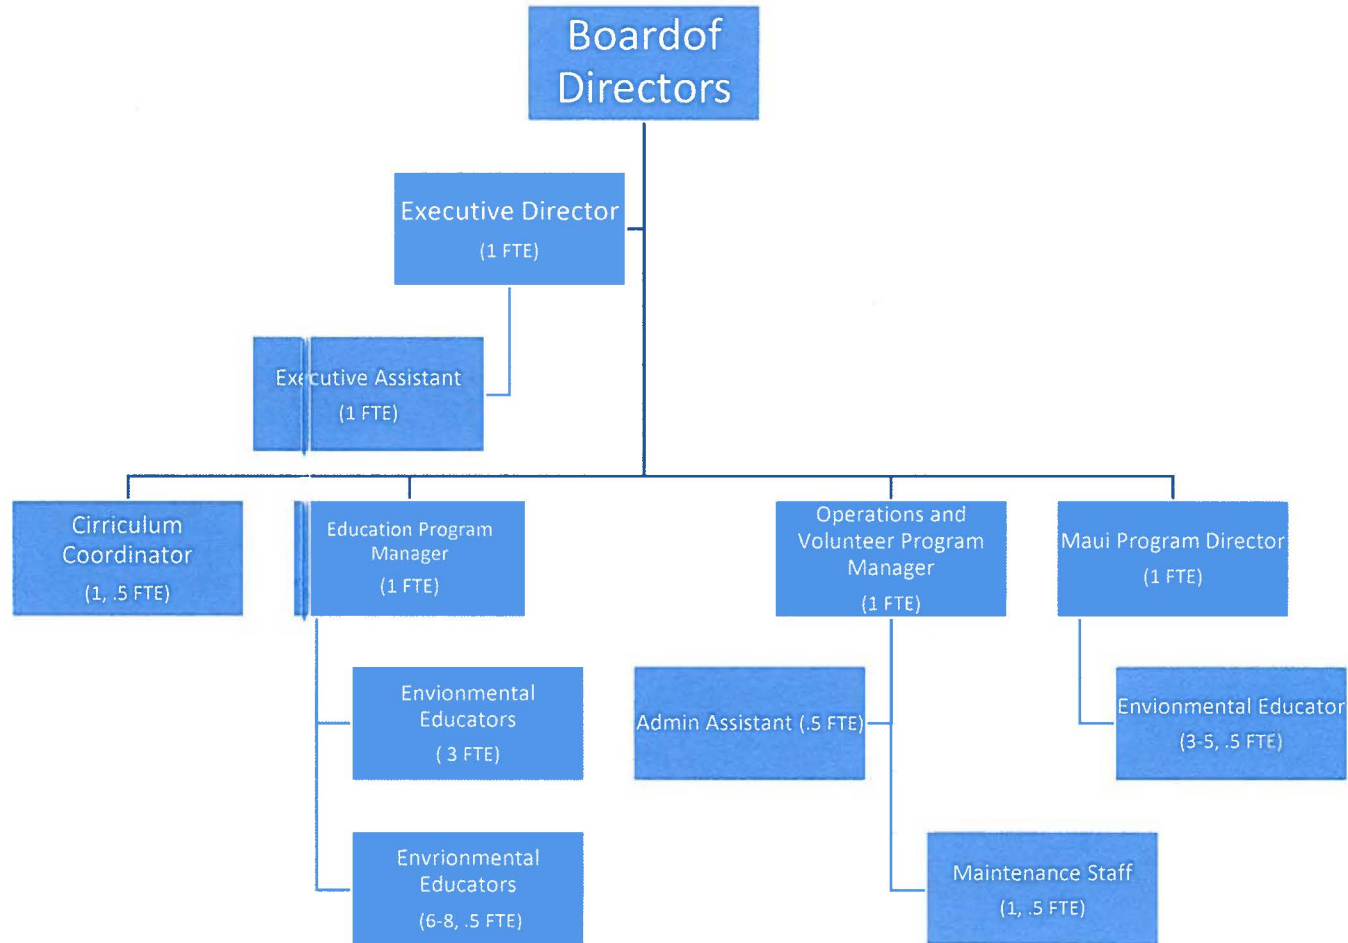 Boardof
Directors
Executive Director
(1 FTE)
Executive Assistant
(1 FTE)
Cirriculum
Coordinator
(1, .5 FTE)
Education Program
Manager
(1 FTE)
Operations and
Volunteer Program
Manager
(1 FTE)
Maui Program Director
(1 FTE)
Envionmental
Educators
( 3 FTE)
Admin Assistant (.5 FTE)
Envionmental Educator
(3-5, .5 FTE)
Envrionmental
Educators
(6-8, .5 FTE)
Maintenance Staff
(1, .5 FTE)